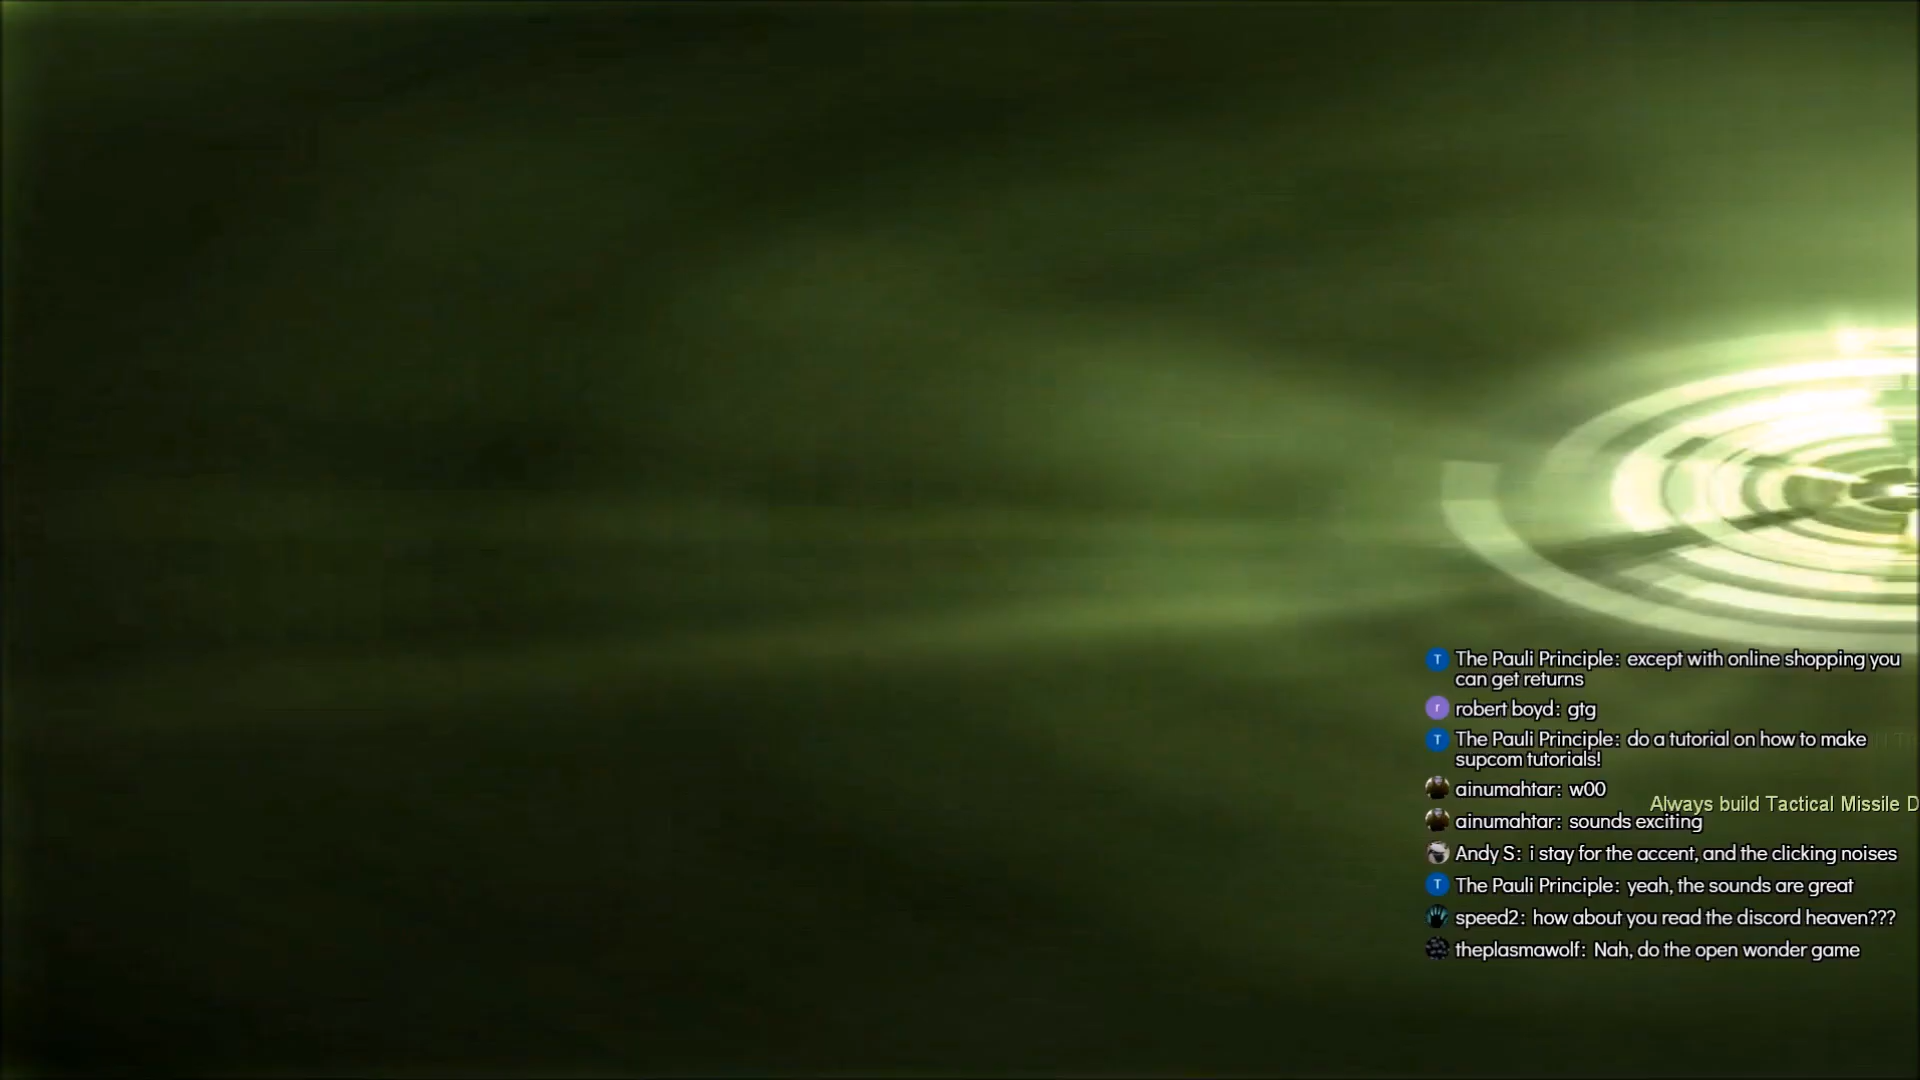 The Pauli Principle: except with online shopping you
can get returns
robert boyd: gtg
The Pauli Principle: do a tutorial on how to make
supcom tutorials!
ainumahtar: w00
Always build Tactical Missile D
ainumahtar: sounds exciting
Andy S: i stay for the accent, and the clicking noises
The Pauli Principle: yeah, the sounds are great
speed2: how about you read the discord heaven???
theplasmawolf: Nah, do the open wonder game